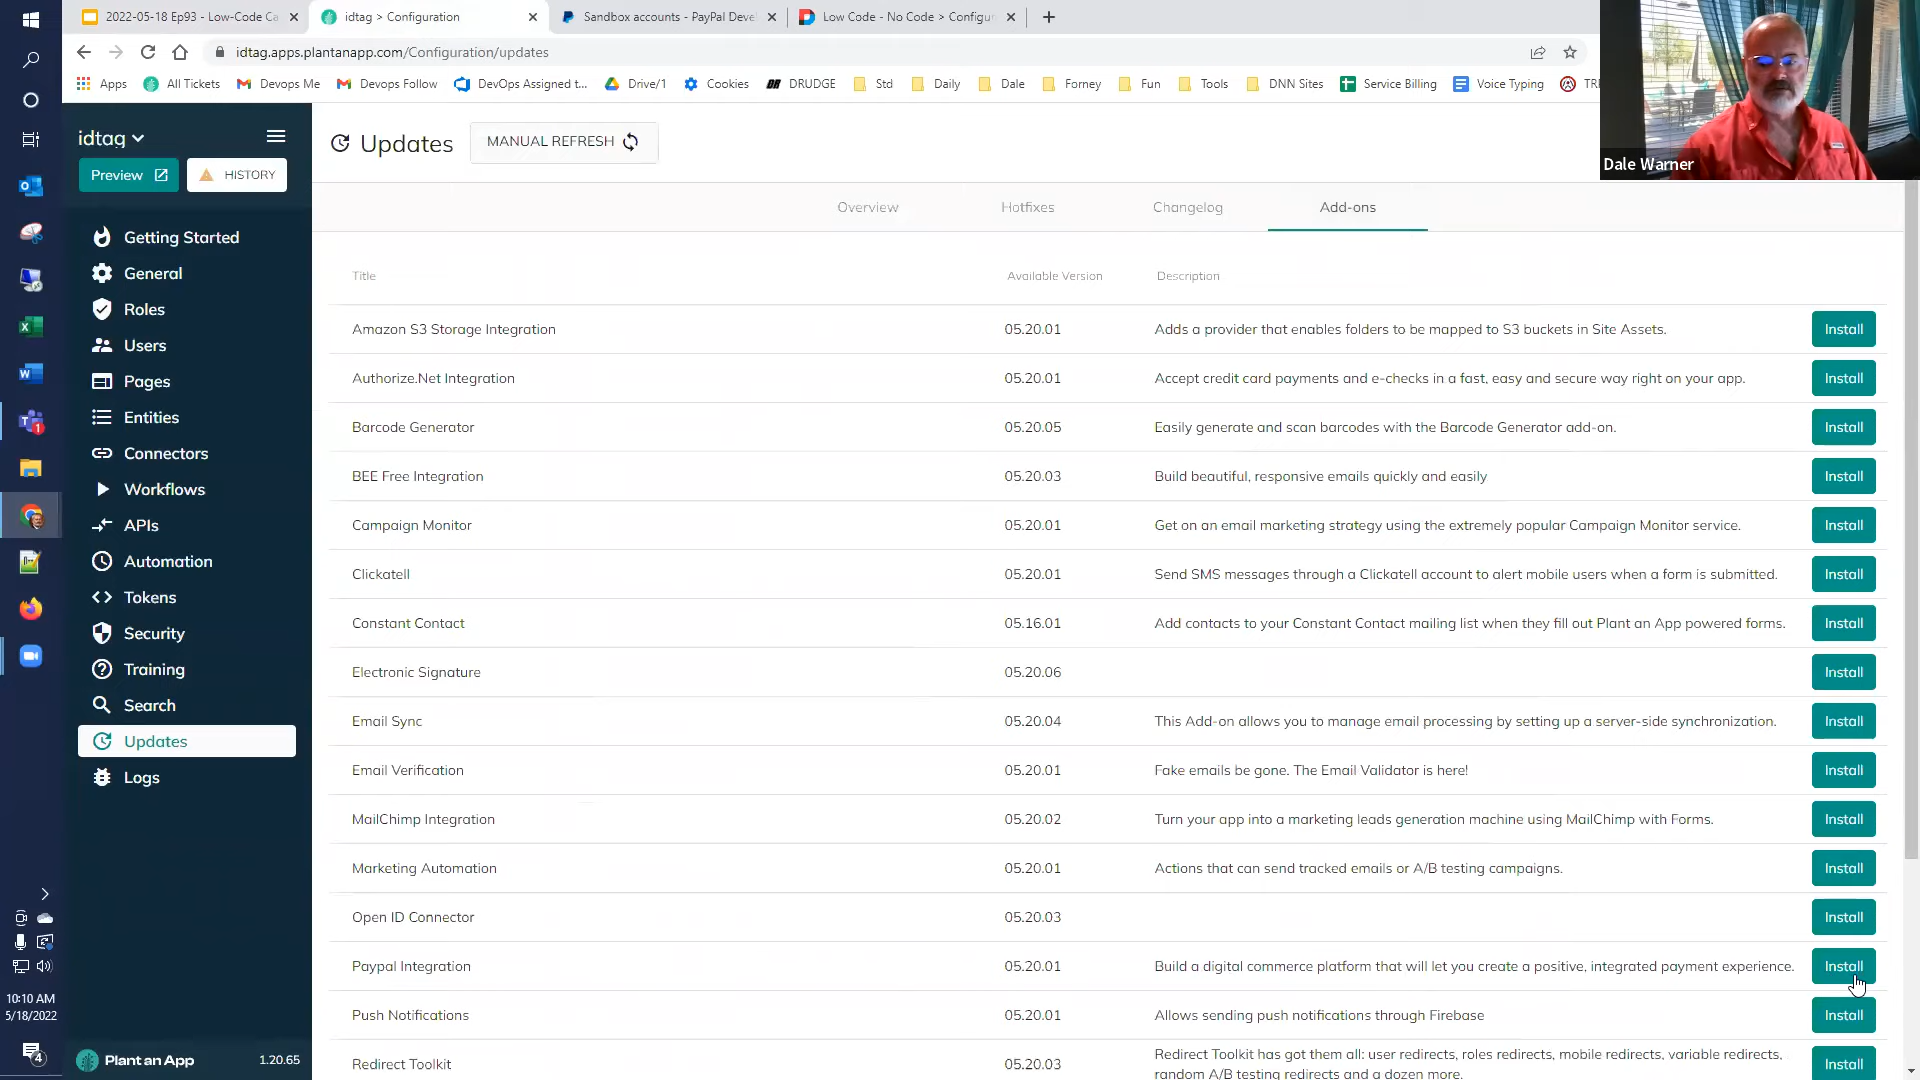 2022-05-18 Ep93 - Low-Code Ca
idtag > Configuration
Sandbox accounts - PayPal Deve
Low Code - No Code > Configur
idtag.apps.plantanapp.com/Configuration/updates
Apps
All Tickets
Devops Me
Devops Follow
DevOps Assigned t...
Drive/1
Cookies
DRUDGE
Std
Daily
Dale
Forney
Fun
Tools
DNN Sites
Service Billing
Voice Typing
Dale Warner
idtag
Preview
HISTORY
Getting Started
General
Roles
Users
Pages
Entities
Connectors
Workflows
APIs
Automation
Tokens
Security
Training
Search
Updates
Logs
Plant an App
1.20.65
Updates
MANUAL REFRESH
Overview
Hotfixes
Changelog
Add-ons
Title Available Version Description
Amazon S3 Storage Integration 05.20.01 Adds a provider that enables folders to be mapped to S3 buckets in Site Assets. Install
Authorize.Net Integration 05.20.01 Accept credit card payments and e-checks in a fast, easy and secure way right on your app. Install
Barcode Generator 05.20.05 Easily generate and scan barcodes with the Barcode Generator add-on. Install
BEE Free Integration 05.20.03 Build beautiful, responsive emails quickly and easily Install
Campaign Monitor 05.20.01 Get on an email marketing strategy using the extremely popular Campaign Monitor service. Install
Clickatell 05.20.01 Send SMS messages through a Clickatell account to alert mobile users when a form is submitted. Install
Constant Contact 05.16.01 Add contacts to your Constant Contact mailing list when they fill out Plant an App powered forms. Install
Electronic Signature 05.20.06 Install
Email Sync 05.20.04 This Add-on allows you to manage email processing by setting up a server-side synchronization. Install
Email Verification 05.20.01 Fake emails be gone. The Email Validator is here! Install
MailChimp Integration 05.20.02 Turn your app into a marketing leads generation machine using MailChimp with Forms. Install
Marketing Automation 05.20.01 Actions that can send tracked emails or A/B testing campaigns. Install
Open ID Connector 05.20.03 Install
Paypal Integration 05.20.01 Build a digital commerce platform that will let you create a positive, integrated payment experience. Install
Push Notifications 05.20.01 Allows sending push notifications through Firebase Install
Redirect Toolkit 05.20.03 Redirect Toolkit has got them all: user redirects, roles redirects, mobile redirects, variable redirects, Install
random A/B testing redirects and a dozen more.
10:10 AM
5/18/2022
4